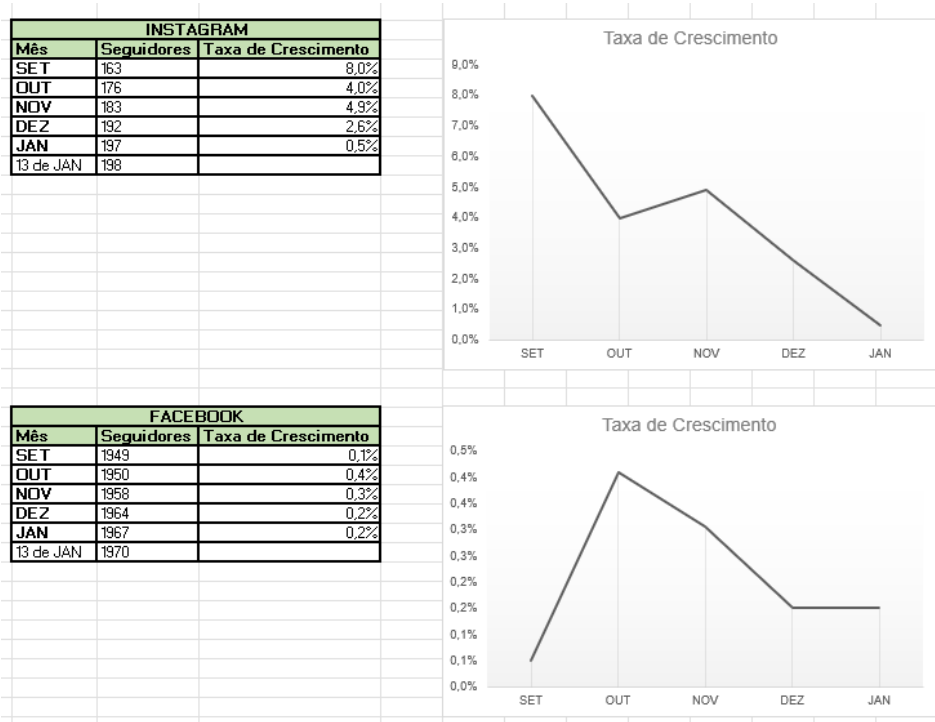 INSTAGRAM
Mês Seguidores Taxa de Crescimento
SET 163 8,0%
OUT 176 4,0%
NOV 183 4,9%
DEZ 192 2,6%
JAN 197 0,5%
13 de JAN 198
Taxa de Crescimento
9,0%
8,0%
7,0%
6,0%
5,0%
4,0%
3,0%
2,0%
1,0%
0,0%
SET OUT NOV DEZ JAN
FACEBOOK
Mês Seguidores Taxa de Crescimento
SET 1949 0,1%
OUT 1950 0,4%
NOV 1958 0,3%
DEZ 1964 0,2%
JAN 1967 0,2%
13 de JAN 1970
Taxa de Crescimento
0,5%
0,4%
0,4%
0,3%
0,3%
0,2%
0,2%
0,1%
0,1%
0,0%
SET OUT NOV DEZ JAN